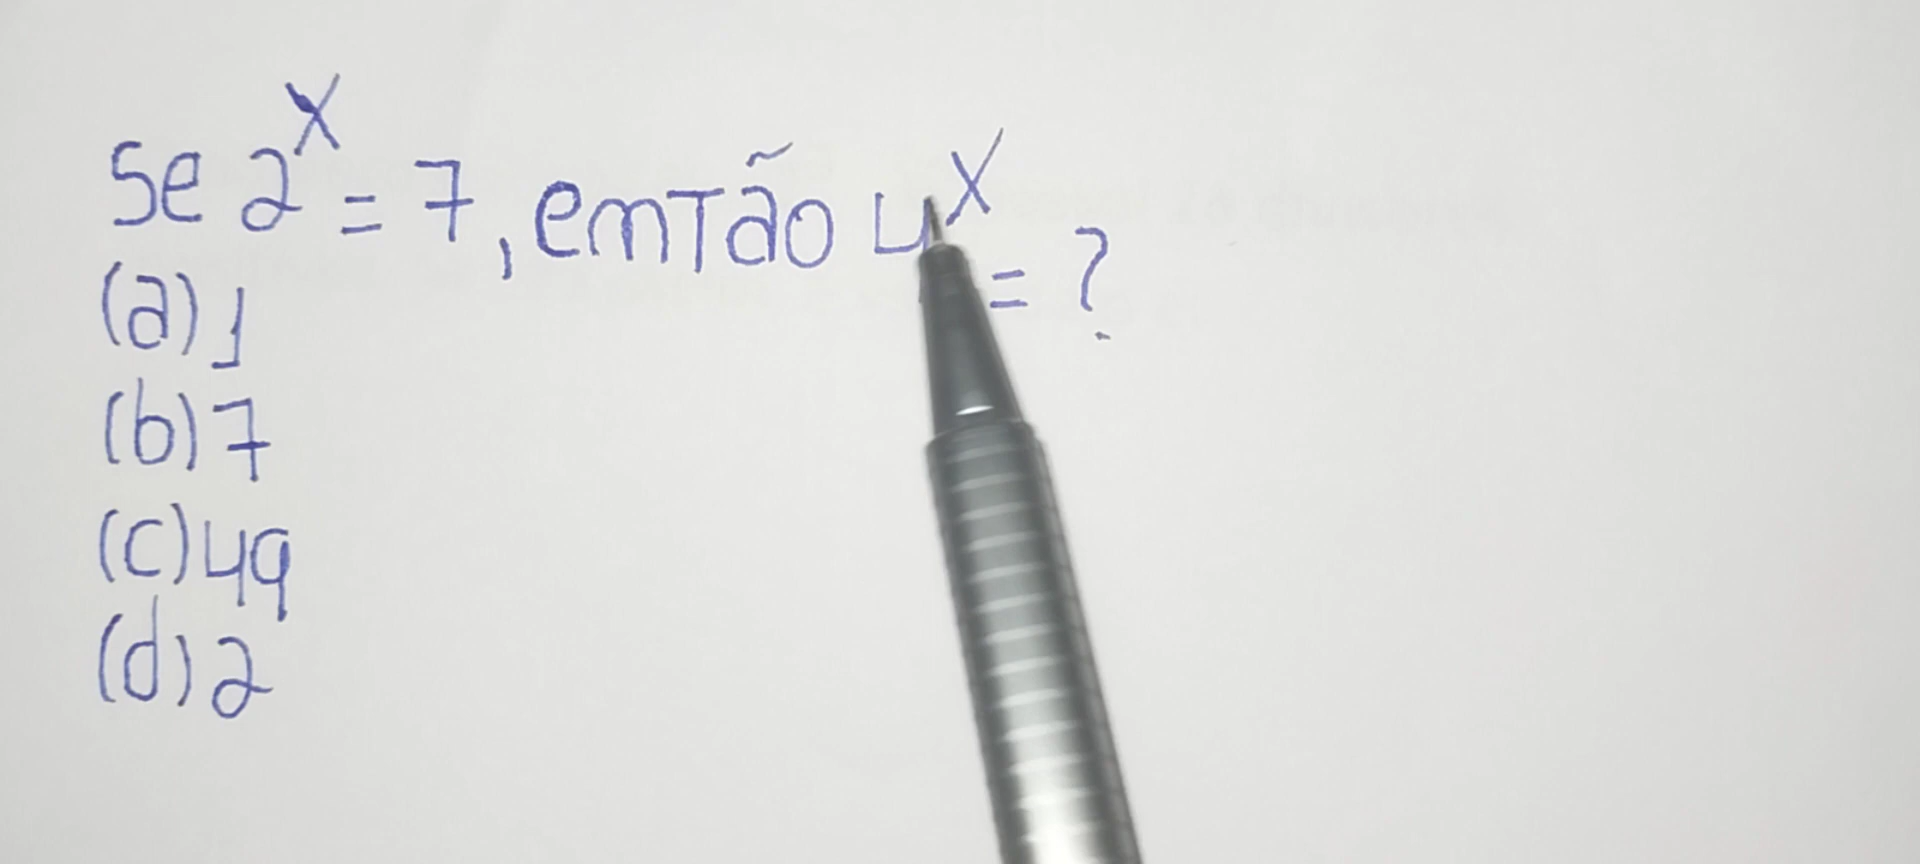 Se 2^x = 7, emtão 4^x = ?
(a) 1
(b) 7
(c) 49
(d) 2